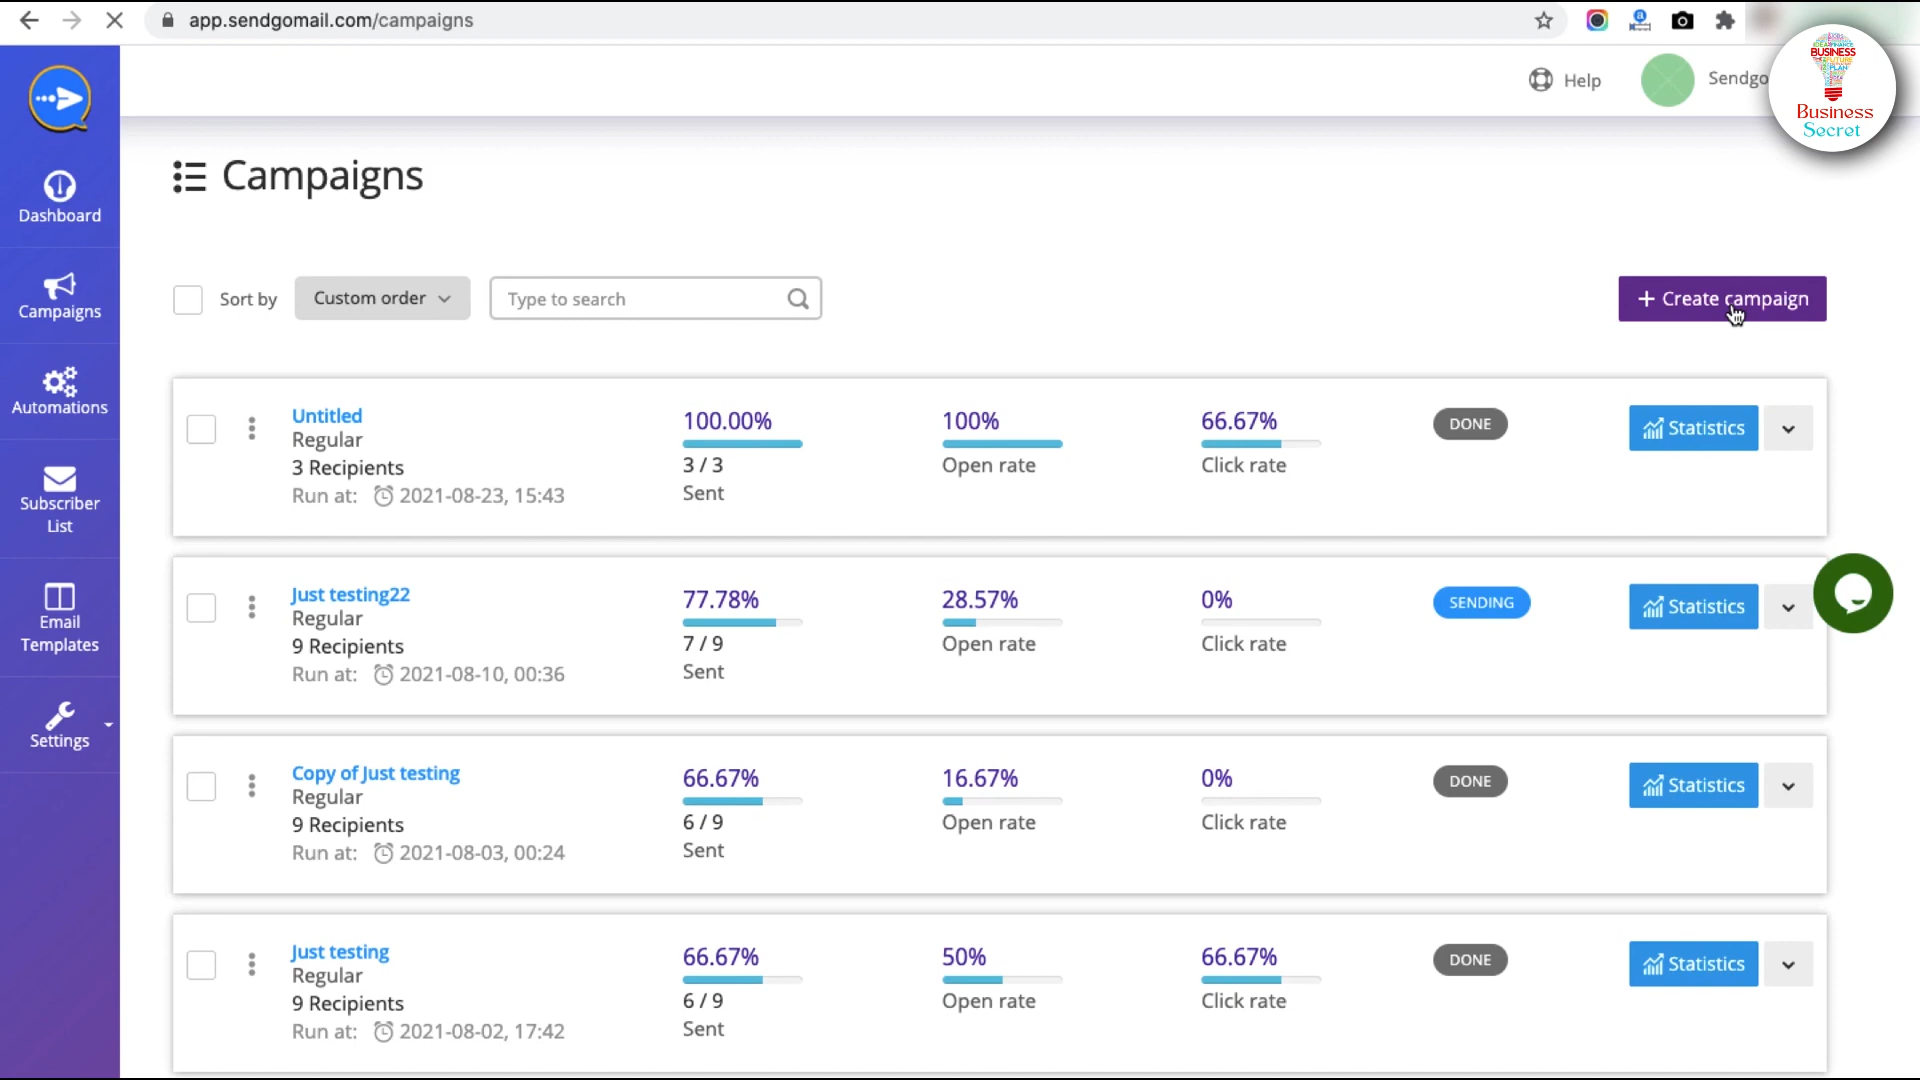 app.sendgomail.com/campaigns
Help
Sendgo
BUSINESS
PLAN
Business
Secret
Dashboard
Campaigns
Automations
Subscriber
List
Email
Templates
Settings
Campaigns
Sort by
Custom order
Type to search
+ Create campaign
Untitled
Regular
3 Recipients
Run at: 2021-08-23, 15:43
100.00%
3 / 3
Sent
100%
Open rate
66.67%
Click rate
DONE
Statistics
Just testing22
Regular
9 Recipients
Run at: 2021-08-10, 00:36
77.78%
7 / 9
Sent
28.57%
Open rate
0%
Click rate
SENDING
Statistics
Copy of Just testing
Regular
9 Recipients
Run at: 2021-08-03, 00:24
66.67%
6 / 9
Sent
16.67%
Open rate
0%
Click rate
DONE
Statistics
Just testing
Regular
9 Recipients
Run at: 2021-08-02, 17:42
66.67%
6 / 9
Sent
50%
Open rate
66.67%
Click rate
DONE
Statistics